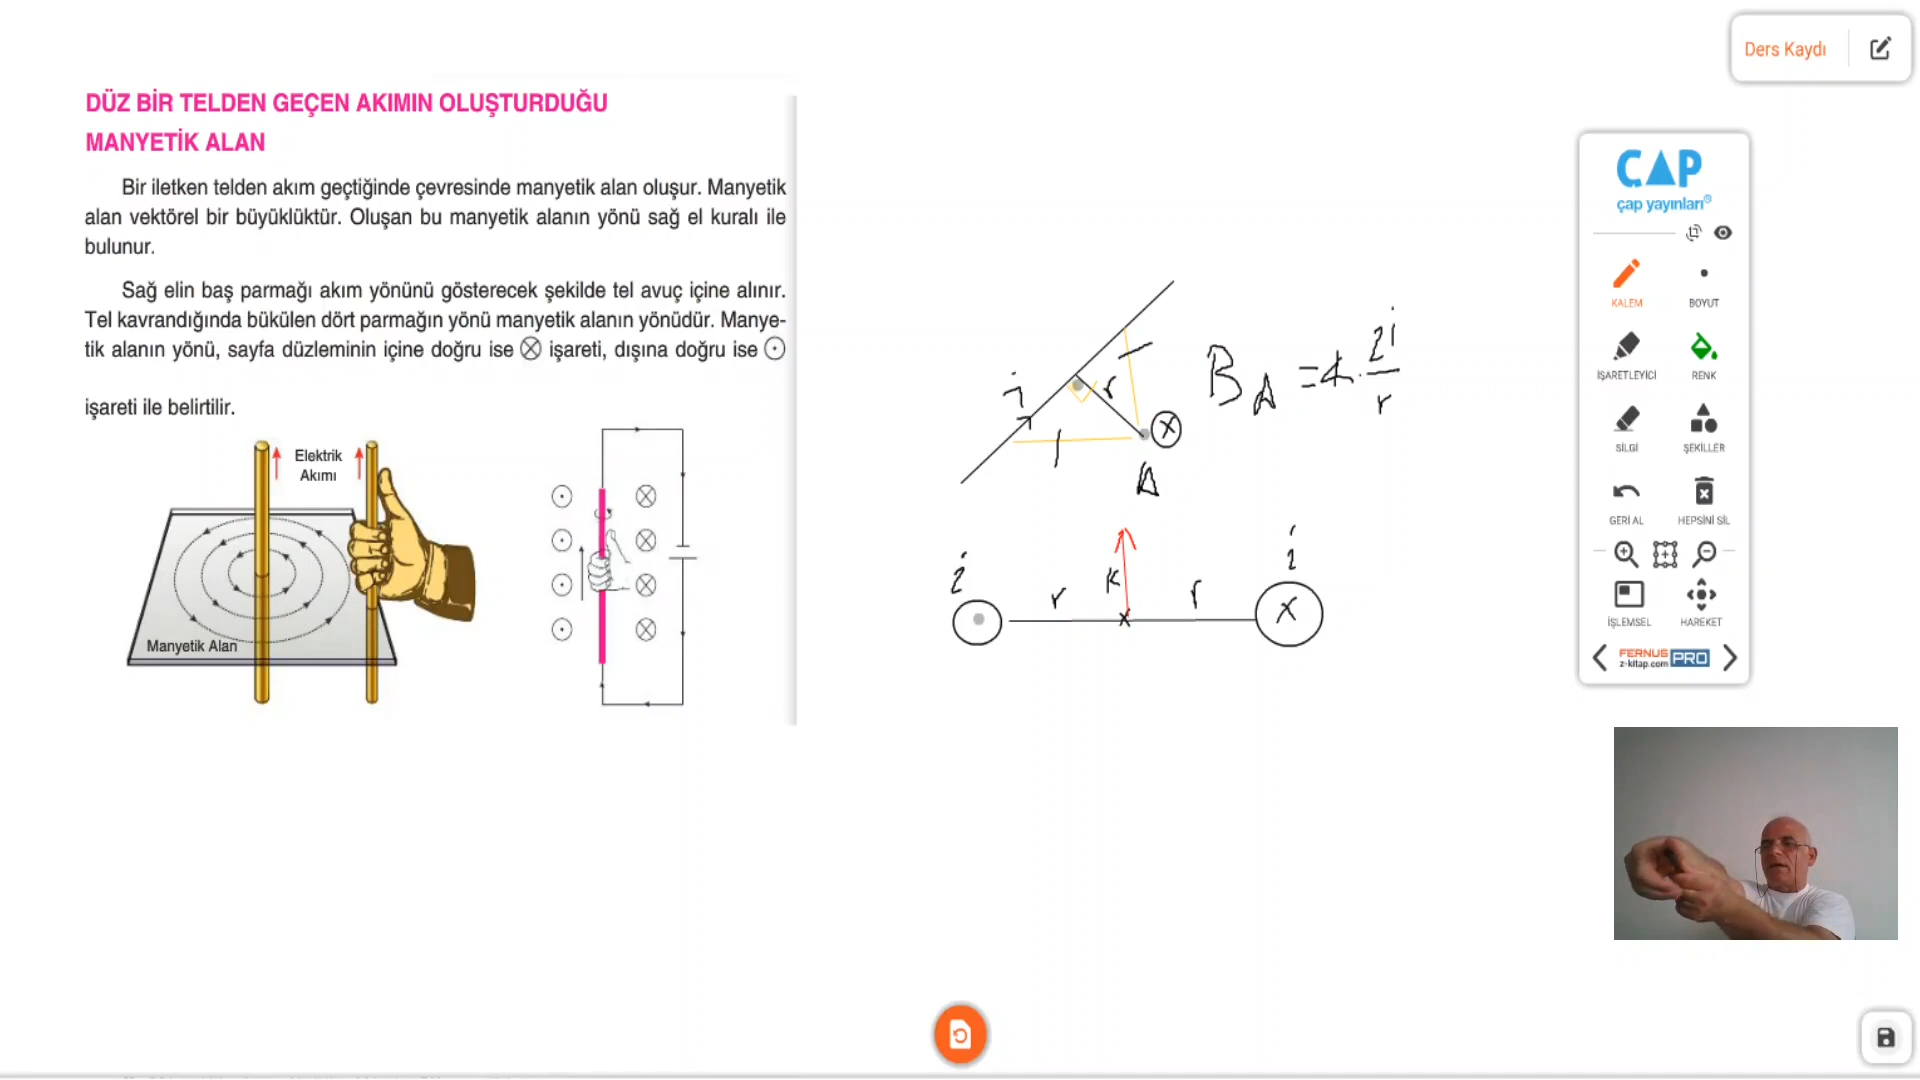 Ders Kaydı
DÜZ BİR TELDEN GEÇEN AKIMIN OLUŞTURDUĞU
MANYETİK ALAN
Bir iletken telden akım geçtiğinde çevresinde manyetik alan oluşur. Manyetik
alan vektörel bir büyüklüktür. Oluşan bu manyetik alanın yönü sağ el kuralı ile
bulunur.
Sağ elin baş parmağı akım yönünü gösterecek şekilde tel avuç içine alınır.
Tel kavrandığında bükülen dört parmağın yönü manyetik alanın yönüdür. Manye-
tik alanın yönü, sayfa düzleminin içine doğru ise ⊗ işareti, dışına doğru ise ⊙
işareti ile belirtilir.
Elektrik
Akımı
Manyetik Alan
i
r
A
B_A = k · 2i/r
i
r
K
r
i
x
x
x
ÇAP
çap yayınları®
KALEM
BOYUT
İŞARETLEYİCİ
RENK
SİLGİ
ŞEKİLLER
GERİ AL
HEPSİNİ SİL
İŞLEMSEL
HAREKET
FERNUS
z-kitap.com PRO